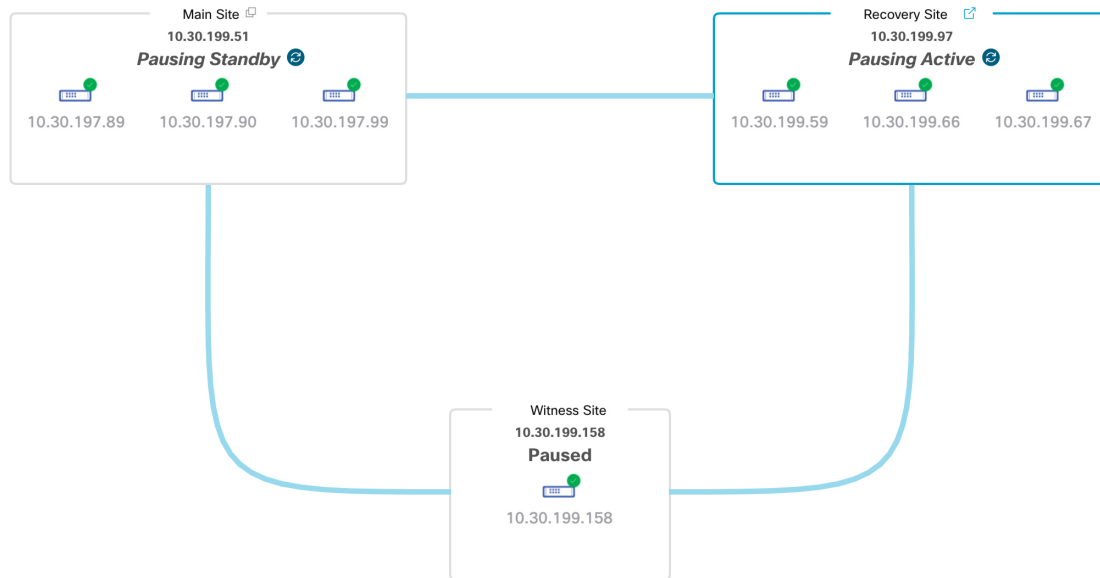 Main Site
10.30.199.51
Pausing Standby
10.30.197.89 10.30.197.90 10.30.197.99
Recovery Site
10.30.199.97
Pausing Active
10.30.199.59 10.30.199.66 10.30.199.67
Witness Site
10.30.199.158
Paused
10.30.199.158